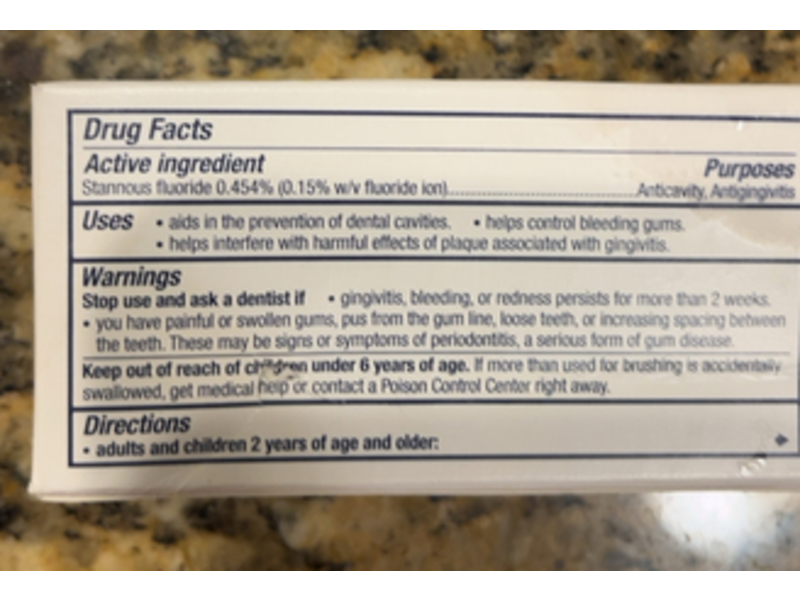 Drug Facts
Active ingredient Purposes
Stannous fluoride 0.454% (0.15% w/v fluoride ion)..............................Anticavity, Antigingivitis
Uses • aids in the prevention of dental cavities. • helps control bleeding gums.
• helps interfere with harmful effects of plaque associated with gingivitis.
Warnings
Stop use and ask a dentist if • gingivitis, bleeding, or redness persists for more than 2 weeks.
• you have painful or swollen gums, pus from the gum line, loose teeth, or increasing spacing between
the teeth. These may be signs or symptoms of periodontitis, a serious form of gum disease.
Keep out of reach of children under 6 years of age. If more than used for brushing is accidentally
swallowed, get medical help or contact a Poison Control Center right away.
Directions
• adults and children 2 years of age and older: